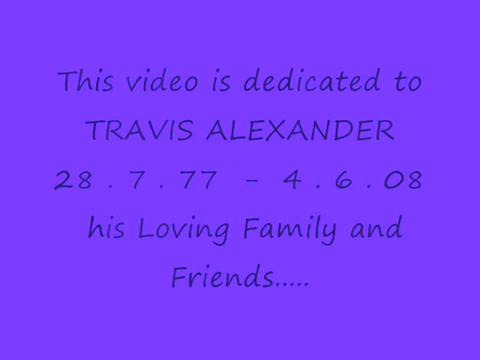 This video is dedicated to
TRAVIS ALEXANDER
28 . 7 . 77 - 4 . 6 . 08
his Loving Family and
Friends.....